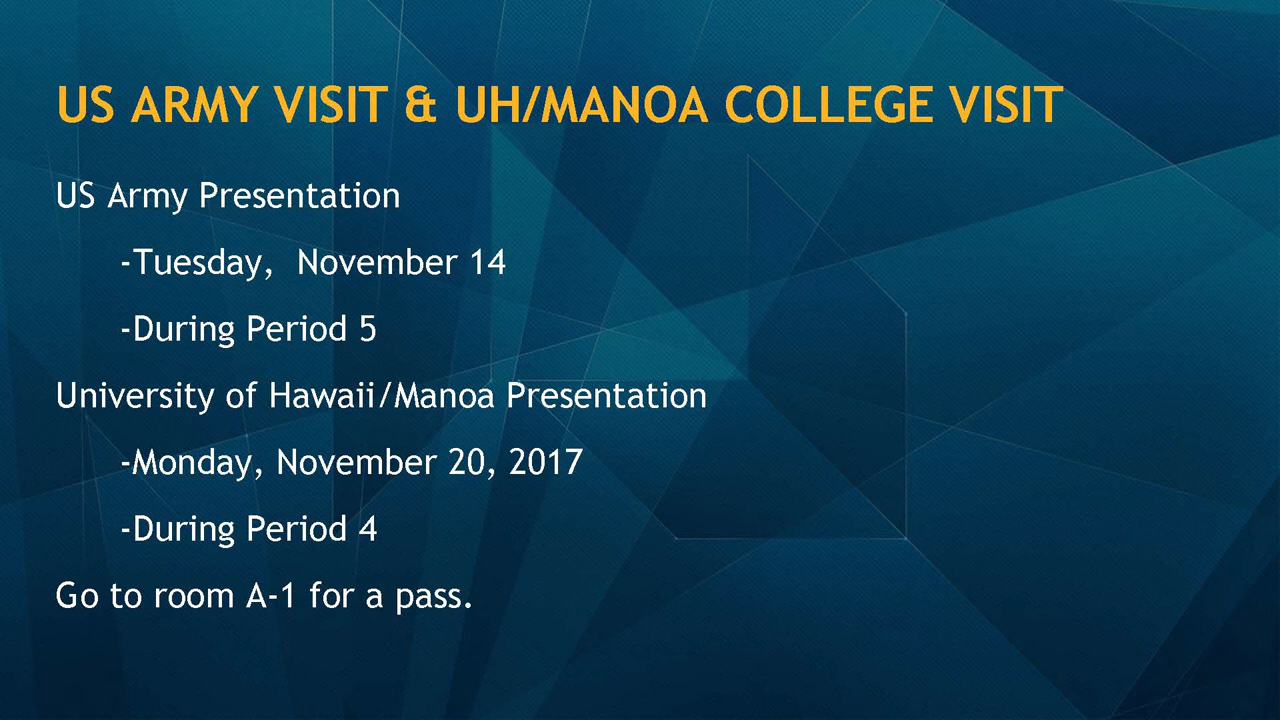 US ARMY VISIT & UH/MANOA COLLEGE VISIT
US Army Presentation
-Tuesday,  November 14
-During Period 5
University of Hawaii/Manoa Presentation
-Monday, November 20, 2017
-During Period 4
Go to room A-1 for a pass.